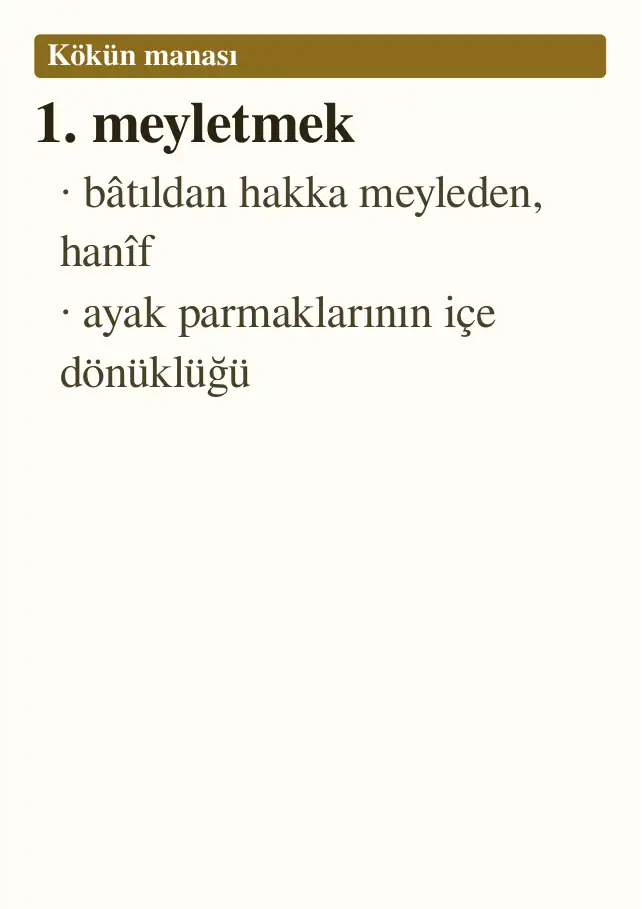 Kökün manası
1. meyletmek
· bâtıldan hakka meyleden,
hanîf
· ayak parmaklarının içe
dönüklüğü